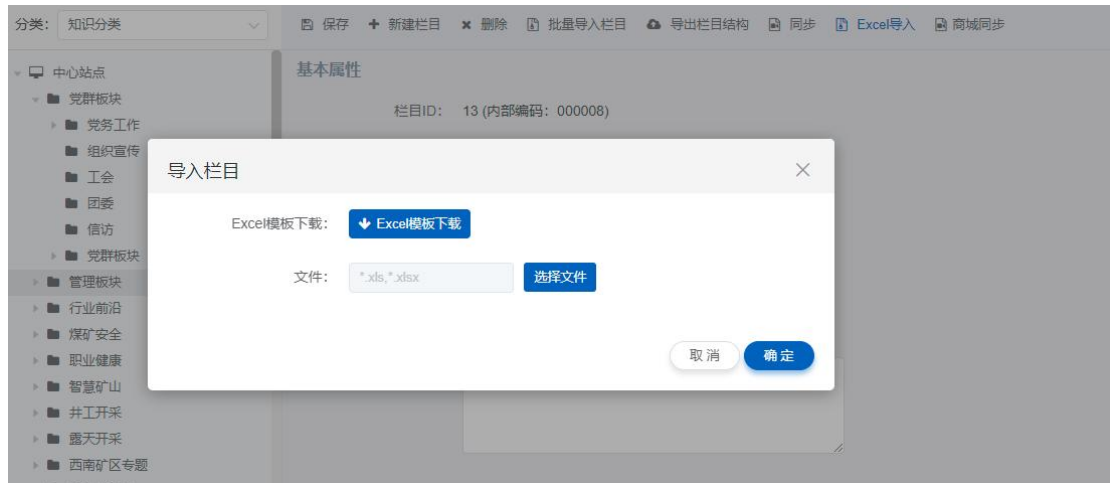 分类： 知识分类 保存 新建栏目 删除 批量导入栏目 导出栏目结构 同步 Excel导入 商城同步
中心站点
基本属性
党群板块
栏目ID： 13 (内部编码：000008)
党务工作
组织宣传
工会
团委
信访
党群板块
管理板块
行业前沿
煤矿安全
职业健康
智慧矿山
井工开采
露天开采
西南矿区专题
导入栏目
Excel模板下载： Excel模板下载
文件： *.xls,*.xlsx 选择文件
取消 确定